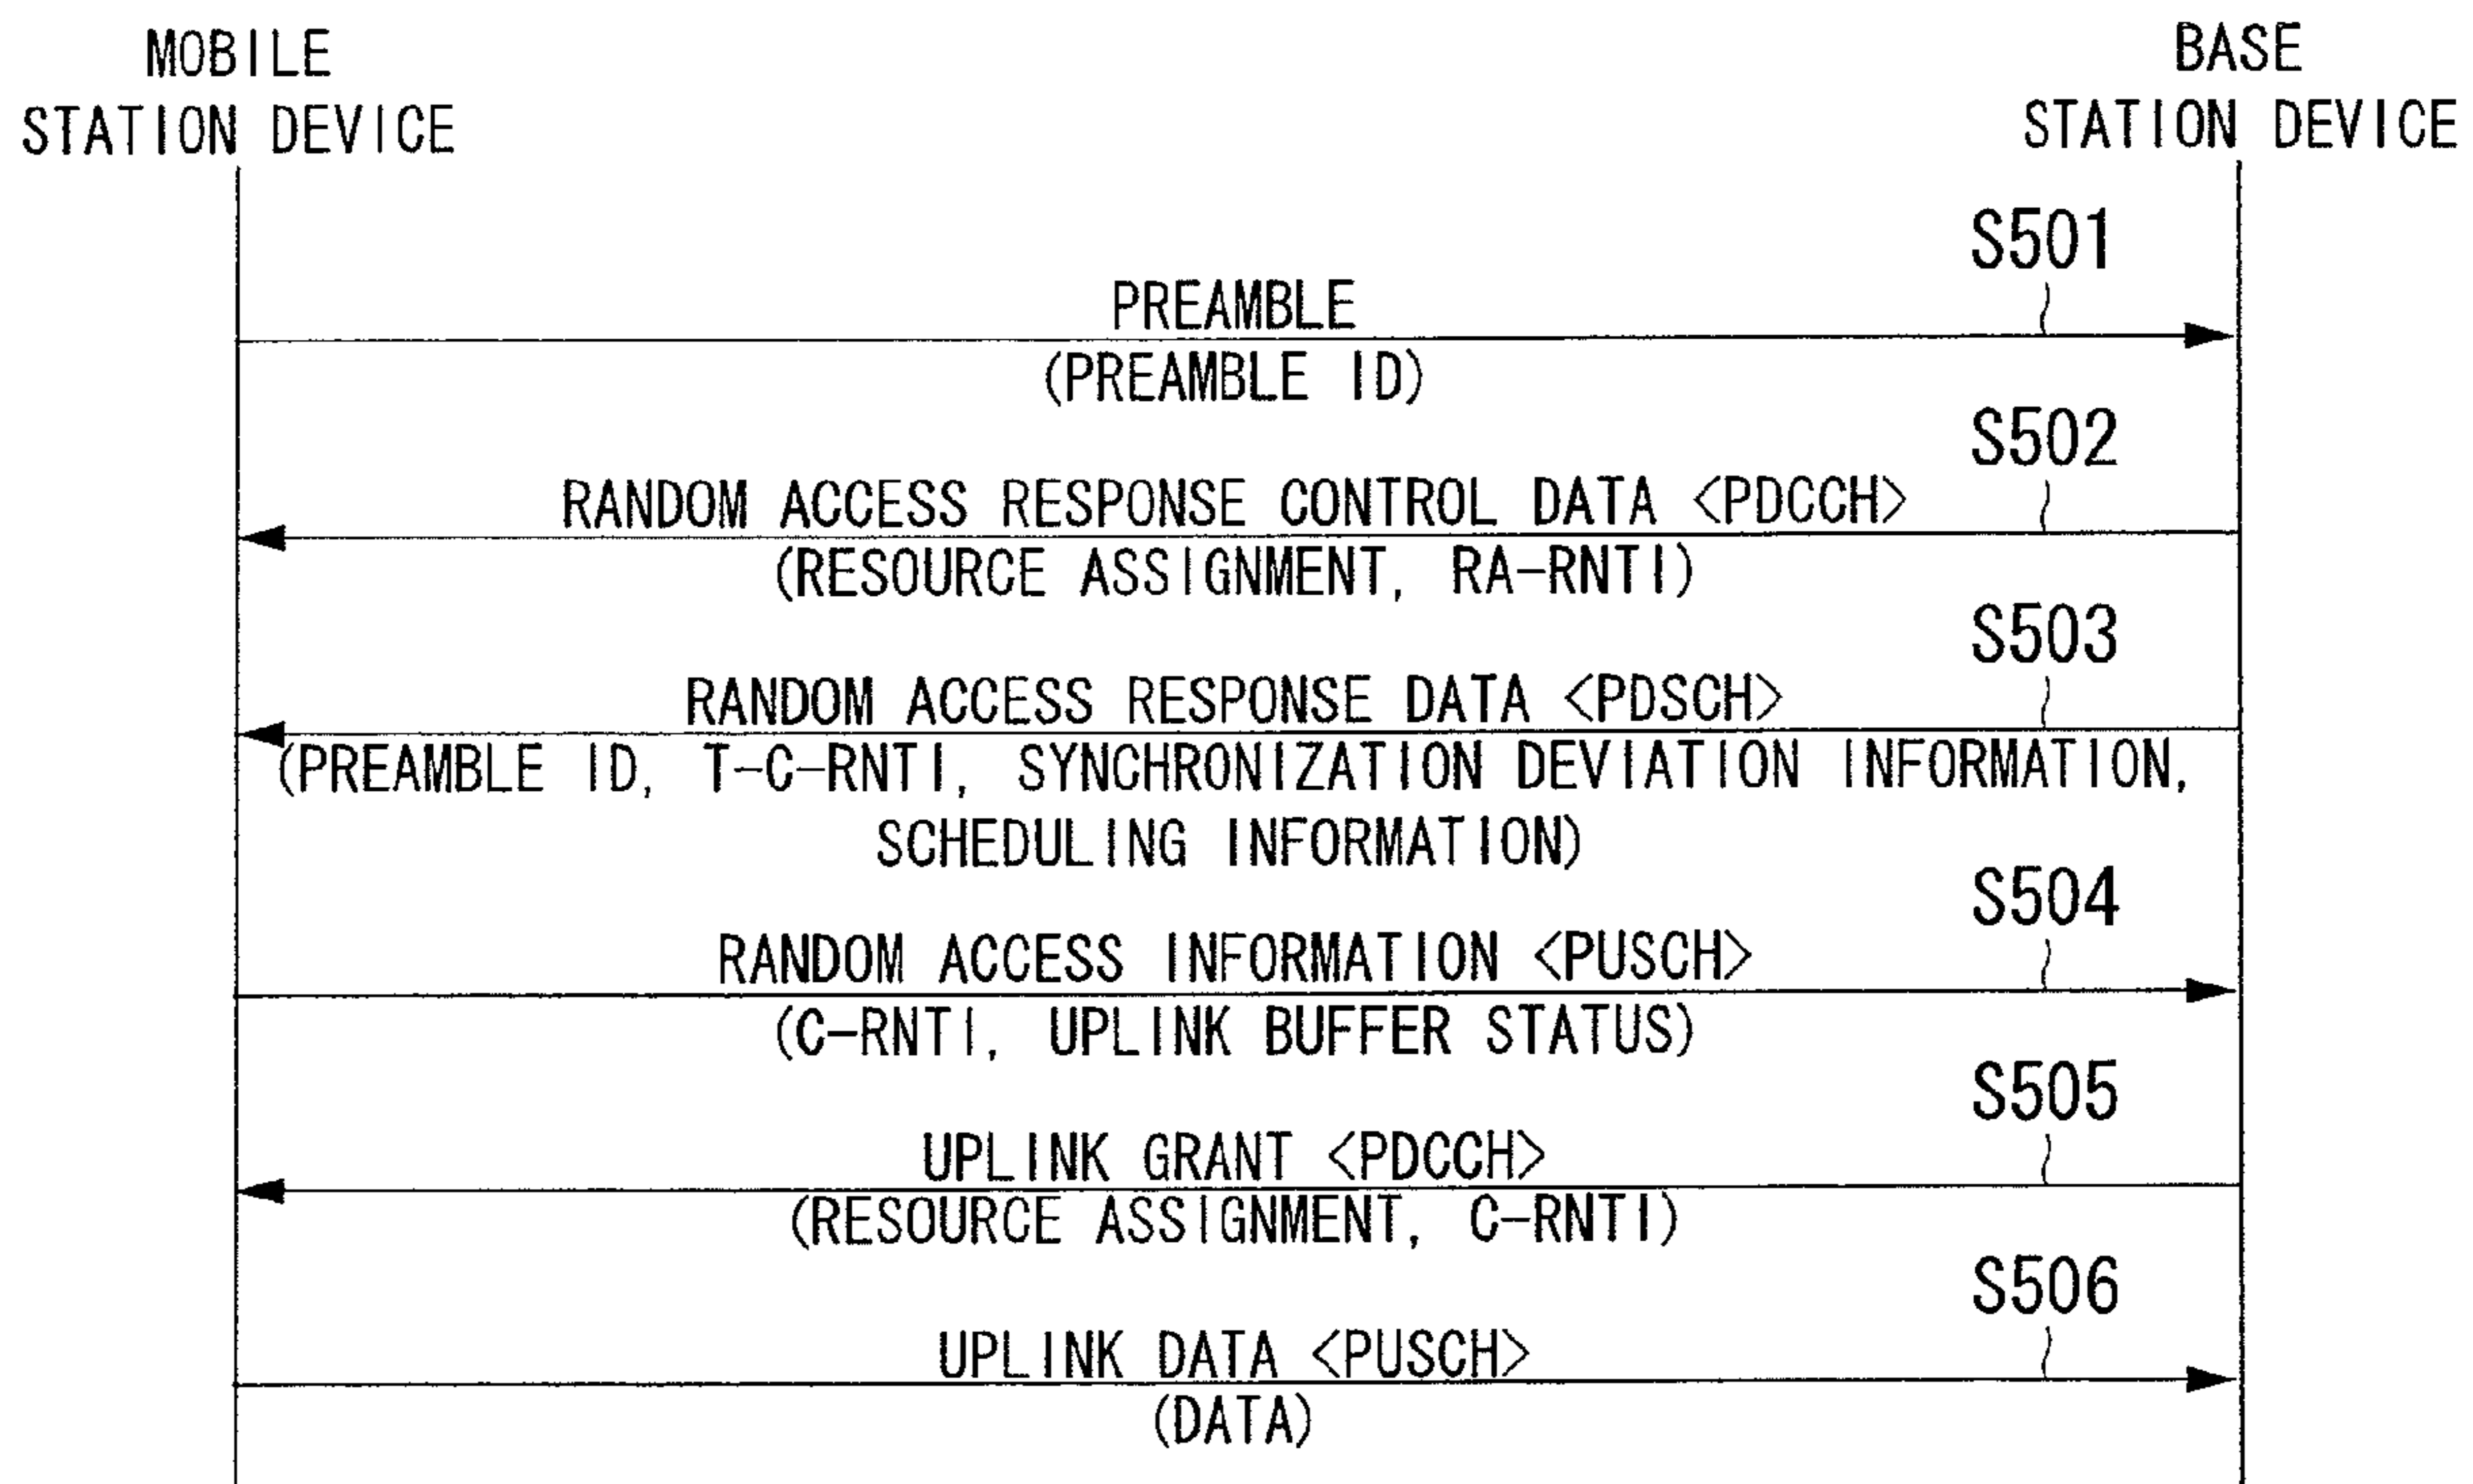 MOBILE
STATION DEVICE
BASE
STATION DEVICE
S501
PREAMBLE
(PREAMBLE ID)
S502
RANDOM ACCESS RESPONSE CONTROL DATA <PDCCH>
(RESOURCE ASSIGNMENT, RA-RNTI)
S503
RANDOM ACCESS RESPONSE DATA <PDSCH>
(PREAMBLE ID, T-C-RNTI, SYNCHRONIZATION DEVIATION INFORMATION,
SCHEDULING INFORMATION)
S504
RANDOM ACCESS INFORMATION <PUSCH>
(C-RNTI, UPLINK BUFFER STATUS)
S505
UPLINK GRANT <PDCCH>
(RESOURCE ASSIGNMENT, C-RNTI)
S506
UPLINK DATA <PUSCH>
(DATA)